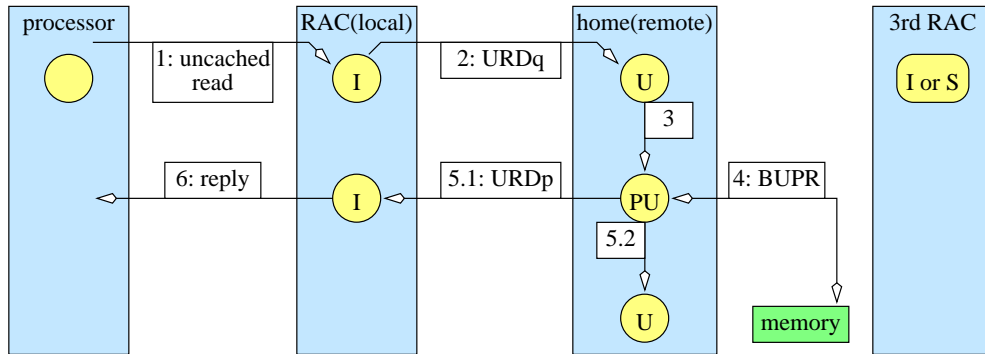 processor
RAC(local)
home(remote)
3rd RAC
1: uncached
read
2: URDq
I
U
I or S
3
6: reply
5.1: URDp
4: BUPR
I
PU
5.2
U
memory